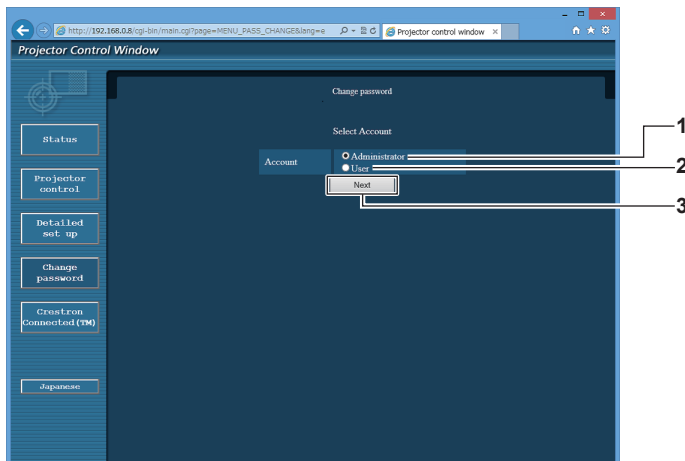 http://192.168.0.8/cgi-bin/main.cgi?page=MENU_PASS_CHANGE&lang=e
Projector control window
Projector Control Window
Change password
Select Account
Account
Administrator
User
Next
Status
Projector
control
Detailed
set up
Change
password
Crestron
Connected(TM)
Japanese
1
2
3